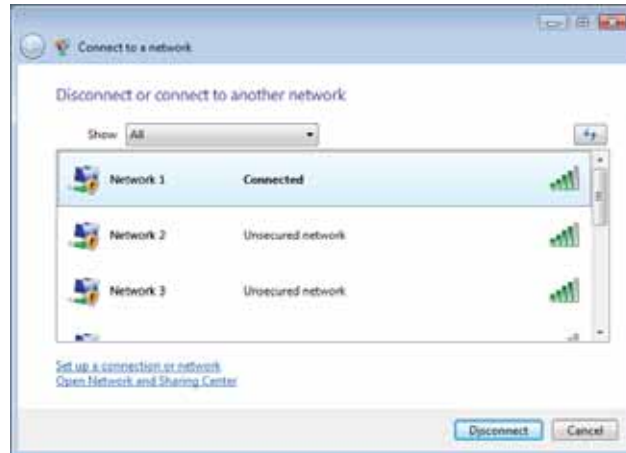 Connect to a network
Disconnect or connect to another network
Show All
Network 1 Connected
Network 2 Unsecured network
Network 3 Unsecured network
Set up a connection or network
Open Network and Sharing Center
Disconnect Cancel